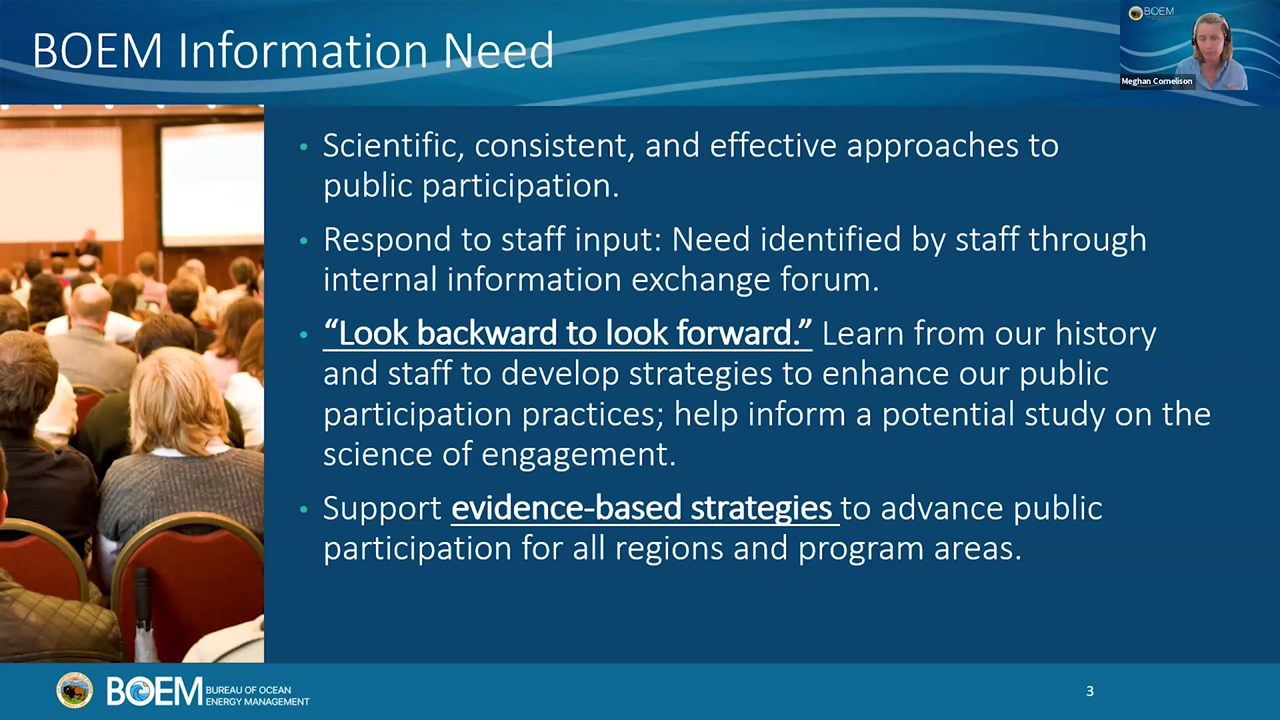 BOEM Information Need
BOEM
Meghan Cornelison
• Scientific, consistent, and effective approaches to
public participation.
• Respond to staff input: Need identified by staff through
internal information exchange forum.
• “Look backward to look forward.” Learn from our history
and staff to develop strategies to enhance our public
participation practices; help inform a potential study on the
science of engagement.
• Support evidence-based strategies to advance public
participation for all regions and program areas.
BOEM
BUREAU OF OCEAN
ENERGY MANAGEMENT
3